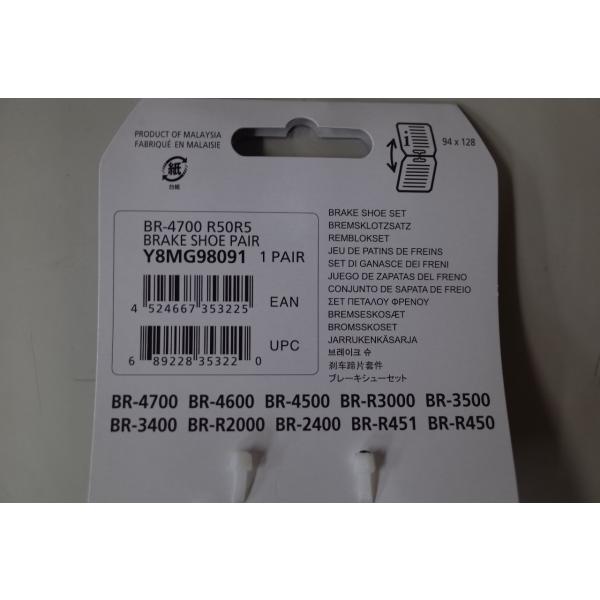 PRODUCT OF MALAYSIA
FABRIQUÉ EN MALAISIE
紙
台紙
i
94 x 128
BR-4700 R50R5
BRAKE SHOE PAIR
Y8MG98091 1 PAIR
4 524667 353225
EAN
6 89228 35322 0
UPC
BRAKE SHOE SET
BREMSKLOTZSATZ
REMBLOKSET
JEU DE PATINS DE FREINS
SET DI GANASCE DEI FRENI
JUEGO DE ZAPATAS DEL FRENO
CONJUNTO DE SAPATA DE FREIO
ΣΕΤ ΠΕΤΑΛΟΥ ΦΡΕΝΟΥ
BREMSESKOSÆT
BROMSSKOSET
JARRUKENKÄSARJA
브레이크 슈
刹车蹄片套件
ブレーキシューセット
BR-4700 BR-4600 BR-4500 BR-R3000 BR-3500
BR-3400 BR-R2000 BR-2400 BR-R451 BR-R450